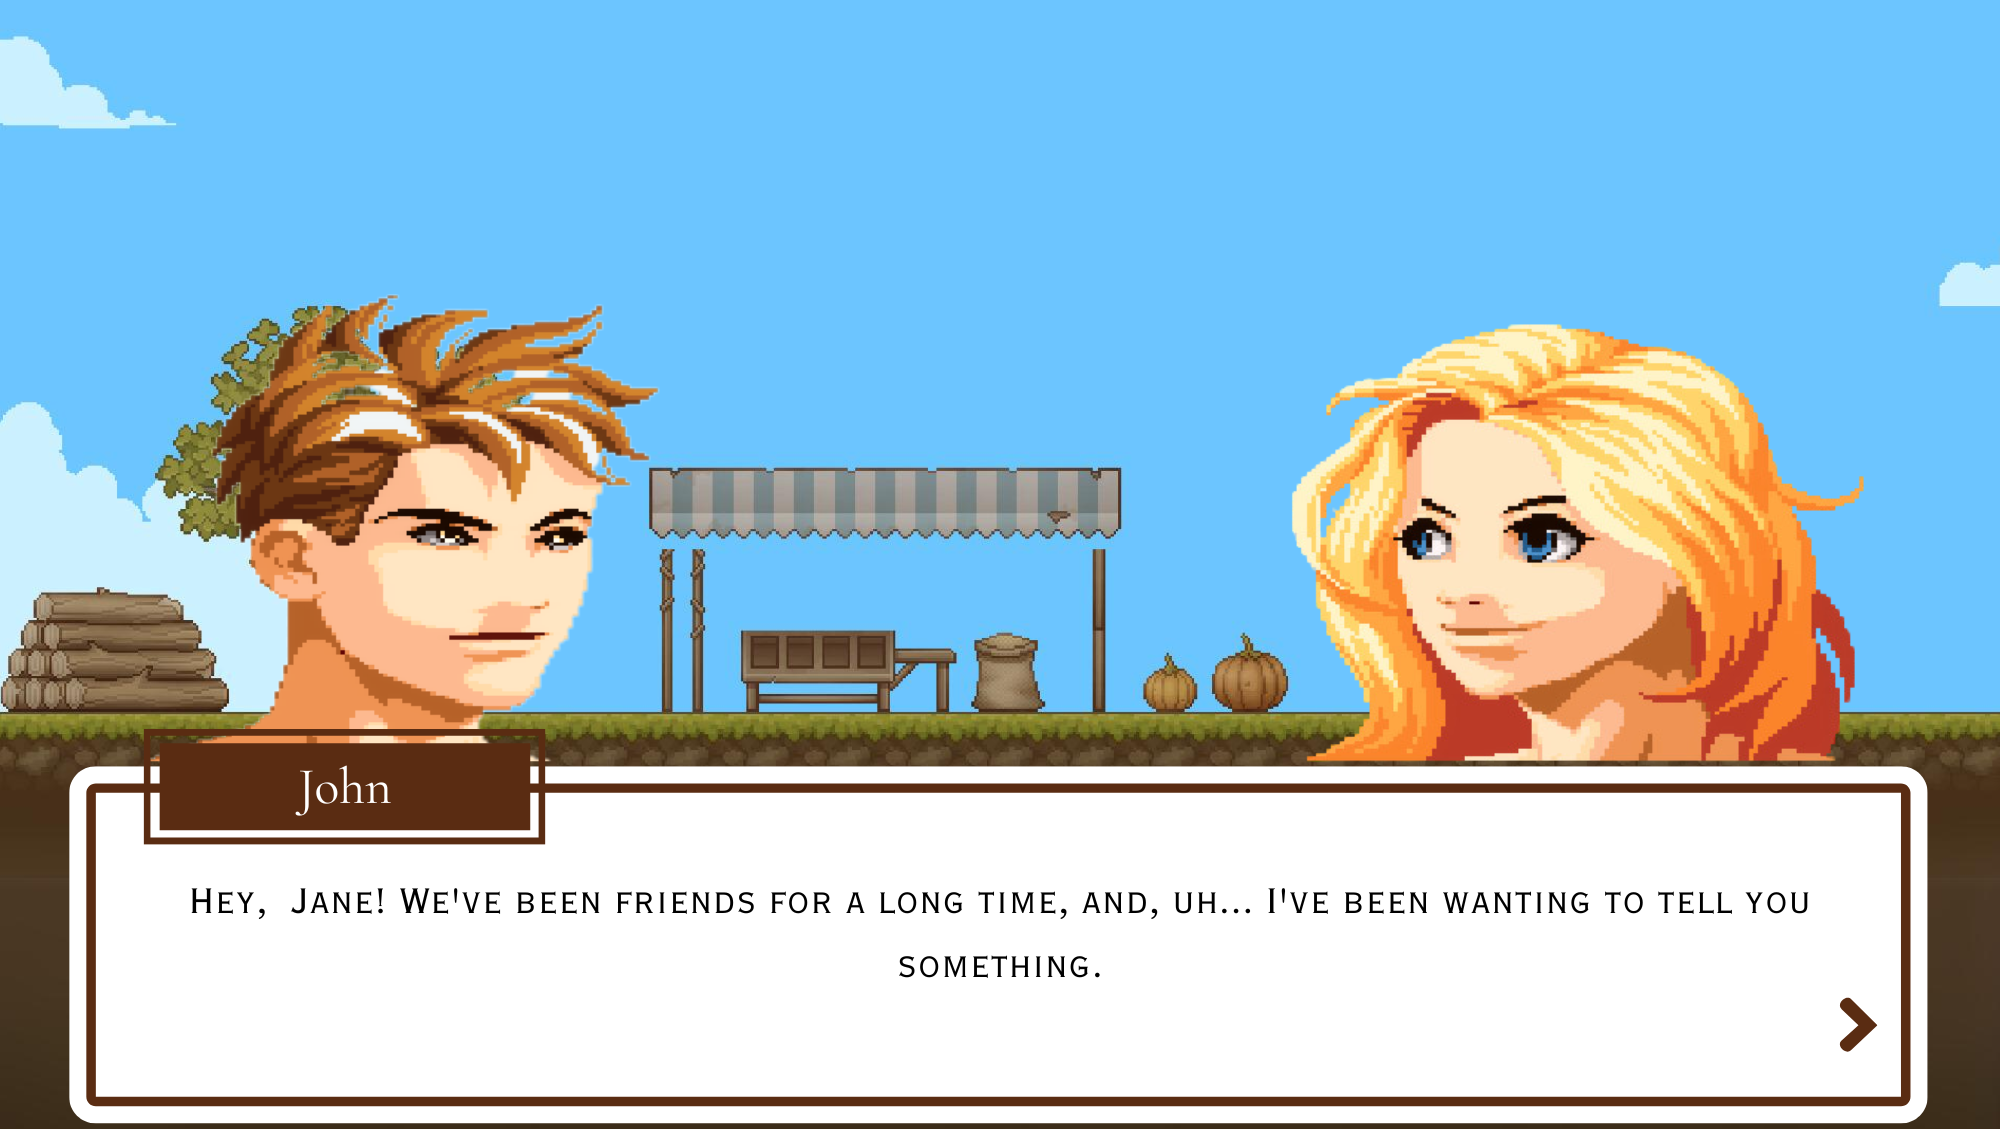 John
Hey, Jane! We've been friends for a long time, and, uh... I've been wanting to tell you
something.